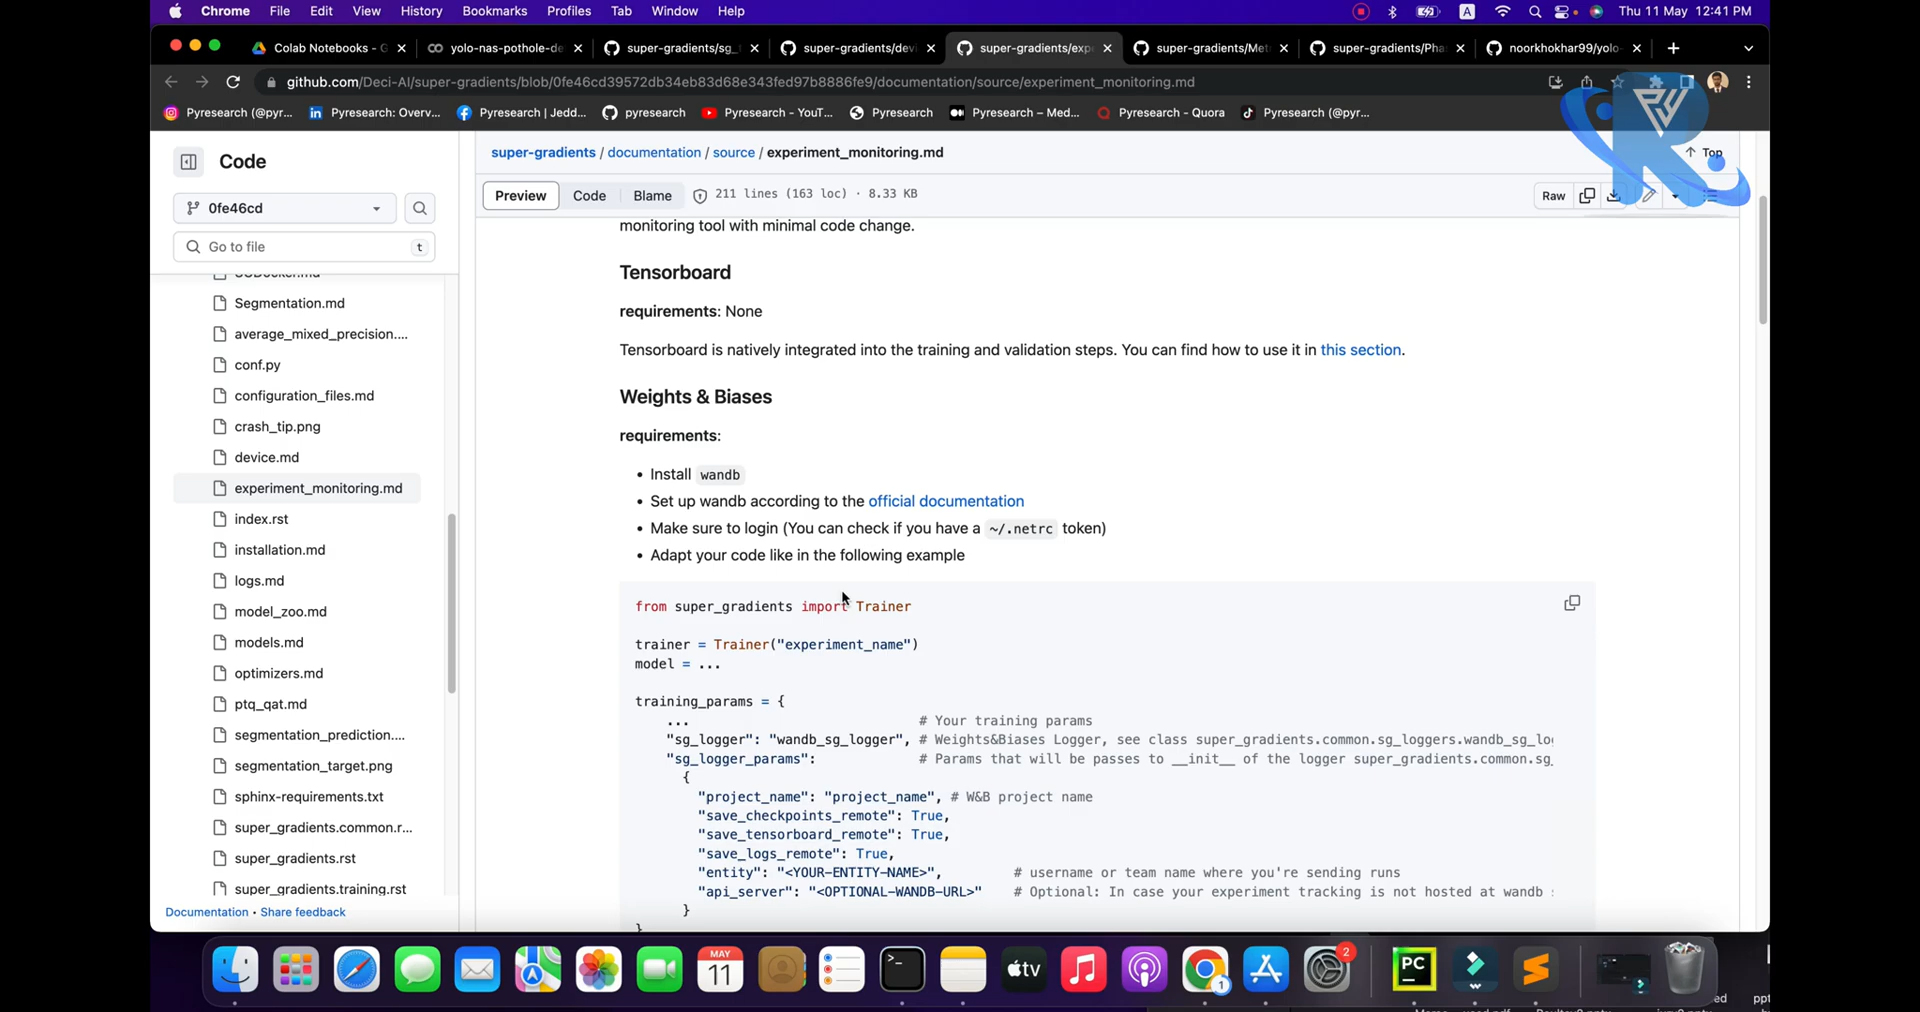 Chrome File Edit View History Bookmarks Profiles Tab Window Help A Thu 11 May 12:41 PM
Colab Notebooks - G yolo-nas-pothole-de super-gradients/sg_ super-gradients/devi super-gradients/exp super-gradients/Met super-gradients/Pha noorkhokhar99/yolo-
github.com/Deci-AI/super-gradients/blob/0fe46cd39572db34eb83d68e343fed97b8886fe9/documentation/source/experiment_monitoring.md
Pyresearch (@pyr... Pyresearch: Overv... Pyresearch | Jedd... pyresearch Pyresearch - YouT... Pyresearch Pyresearch – Med... Pyresearch - Quora Pyresearch (@pyr...
Code
0fe46cd
Go to file t
Segmentation.md
average_mixed_precision....
conf.py
configuration_files.md
crash_tip.png
device.md
experiment_monitoring.md
index.rst
installation.md
logs.md
model_zoo.md
models.md
optimizers.md
ptq_qat.md
segmentation_prediction....
segmentation_target.png
sphinx-requirements.txt
super_gradients.common.r...
super_gradients.rst
super_gradients.training.rst
Documentation • Share feedback
super-gradients / documentation / source / experiment_monitoring.md
Top
Preview Code Blame 211 lines (163 loc) · 8.33 KB Raw
monitoring tool with minimal code change.
Tensorboard
requirements: None
Tensorboard is natively integrated into the training and validation steps. You can find how to use it in this section.
Weights & Biases
requirements:
• Install wandb
• Set up wandb according to the official documentation
• Make sure to login (You can check if you have a ~/.netrc token)
• Adapt your code like in the following example
from super_gradients import Trainer
trainer = Trainer("experiment_name")
model = ...
training_params = {
... # Your training params
"sg_logger": "wandb_sg_logger", # Weights&Biases Logger, see class super_gradients.common.sg_loggers.wandb_sg_lo
"sg_logger_params": # Params that will be passes to __init__ of the logger super_gradients.common.sg_
{
"project_name": "project_name", # W&B project name
"save_checkpoints_remote": True,
"save_tensorboard_remote": True,
"save_logs_remote": True,
"entity": "<YOUR-ENTITY-NAME>", # username or team name where you're sending runs
"api_server": "<OPTIONAL-WANDB-URL>" # Optional: In case your experiment tracking is not hosted at wandb
}
}
MAY
11
tv
1
2
PC